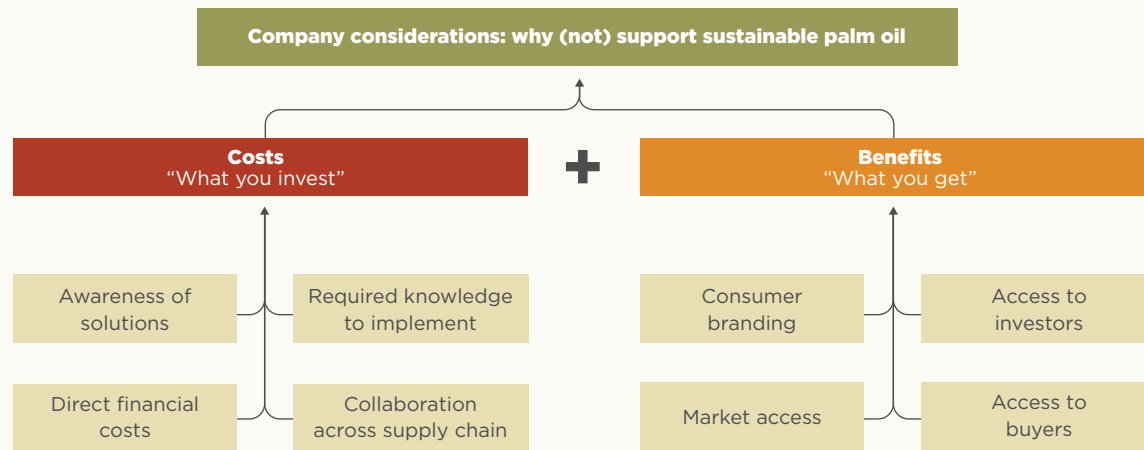 Company considerations: why (not) support sustainable palm oil
Costs
“What you invest”
Benefits
“What you get”
Awareness of
solutions
Required knowledge
to implement
Consumer
branding
Access to
investors
Direct financial
costs
Collaboration
across supply chain
Market access
Access to
buyers